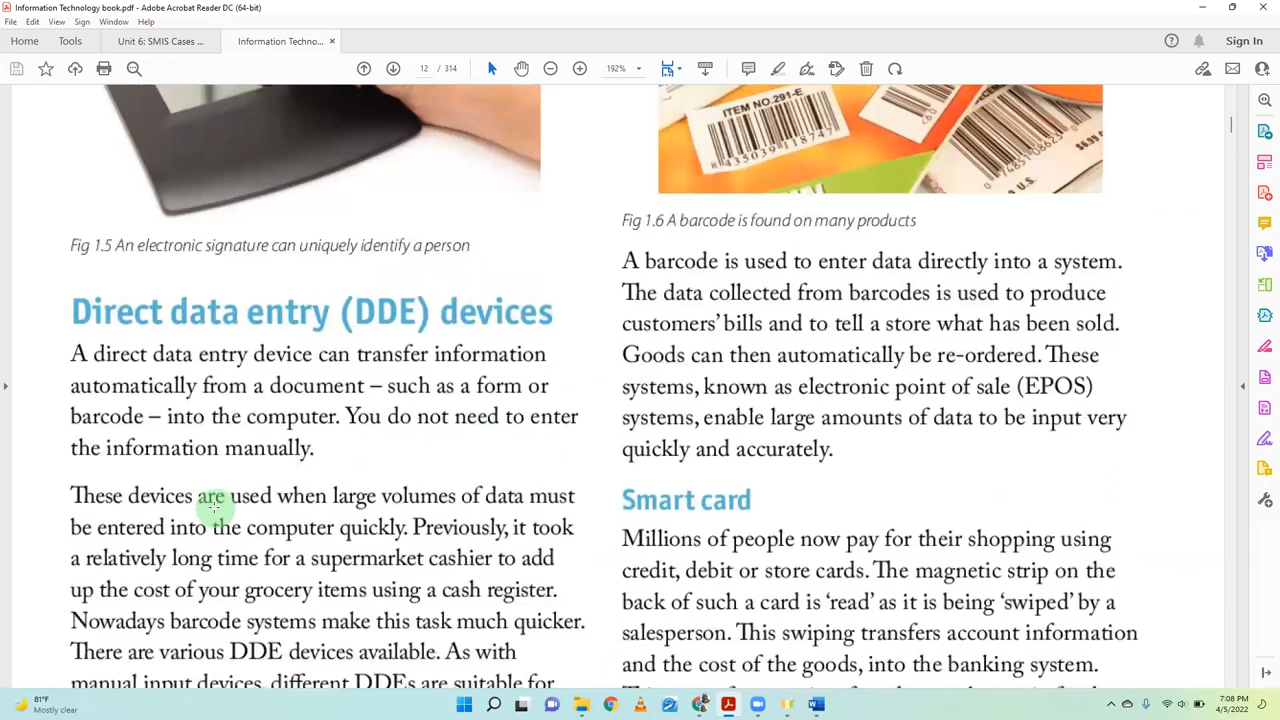 Information Technology book.pdf - Adobe Acrobat Reader DC (64-bit)
File Edit View Sign Window Help
Home Tools Unit 6: SMIS Cases ... Information Techno... × Sign In
12 / 314 192%
ITEM NO.291-E
435039118747
$6.99
U.S.
Fig 1.5 An electronic signature can uniquely identify a person
Direct data entry (DDE) devices
A direct data entry device can transfer information
automatically from a document – such as a form or
barcode – into the computer. You do not need to enter
the information manually.
These devices are used when large volumes of data must
be entered into the computer quickly. Previously, it took
a relatively long time for a supermarket cashier to add
up the cost of your grocery items using a cash register.
Nowadays barcode systems make this task much quicker.
There are various DDE devices available. As with
manual input devices, different DDEs are suitable for
Fig 1.6 A barcode is found on many products
A barcode is used to enter data directly into a system.
The data collected from barcodes is used to produce
customers' bills and to tell a store what has been sold.
Goods can then automatically be re-ordered. These
systems, known as electronic point of sale (EPOS)
systems, enable large amounts of data to be input very
quickly and accurately.
Smart card
Millions of people now pay for their shopping using
credit, debit or store cards. The magnetic strip on the
back of such a card is 'read' as it is being 'swiped' by a
salesperson. This swiping transfers account information
and the cost of the goods, into the banking system.
81°F
Mostly clear
7:08 PM
4/5/2022